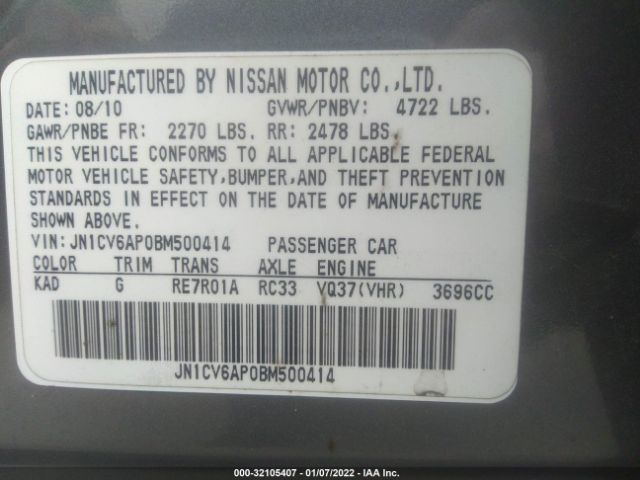 MANUFACTURED BY NISSAN MOTOR CO.,LTD.
DATE: 08/10 GVWR/PNBV: 4722 LBS.
GAWR/PNBE FR: 2270 LBS. RR: 2478 LBS.
THIS VEHICLE CONFORMS TO ALL APPLICABLE FEDERAL
MOTOR VEHICLE SAFETY,BUMPER,AND THEFT PREVENTION
STANDARDS IN EFFECT ON THE DATE OF MANUFACTURE
SHOWN ABOVE.
VIN: JN1CV6AP0BM500414 PASSENGER CAR
COLOR TRIM TRANS AXLE ENGINE
KAD G RE7R01A RC33 VQ37(VHR) 3696CC
JN1CV6AP0BM500414
000-32105407 - 01/07/2022 - IAA Inc.